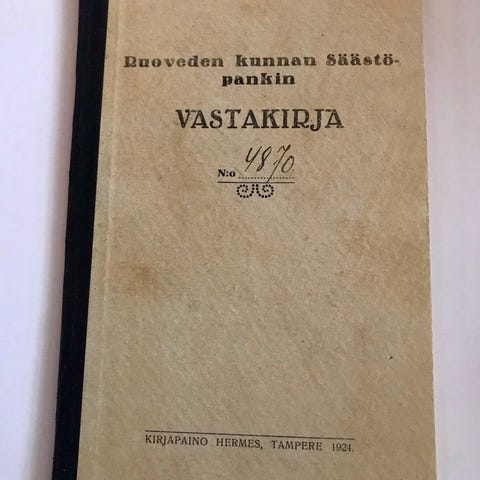 Ruoveden kunnan Säästö-
pankin
VASTAKIRJA
N:o 4870
KIRJAPAINO HERMES, TAMPERE 1924.